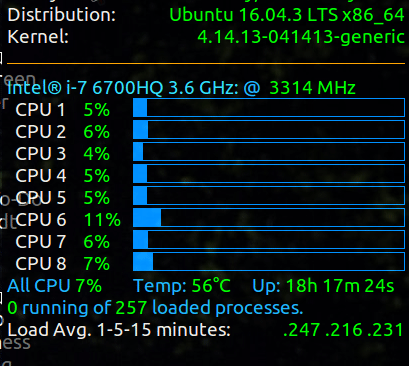 Distribution: Ubuntu 16.04.3 LTS x86_64
Kernel: 4.14.13-041413-generic
Intel® i-7 6700HQ 3.6 GHz: @ 3314 MHz
CPU 1 5%
CPU 2 6%
CPU 3 4%
CPU 4 5%
CPU 5 5%
CPU 6 11%
CPU 7 6%
CPU 8 7%
All CPU 7% Temp: 56°C Up: 18h 17m 24s
0 running of 257 loaded processes.
Load Avg. 1-5-15 minutes: .247 .216 .231